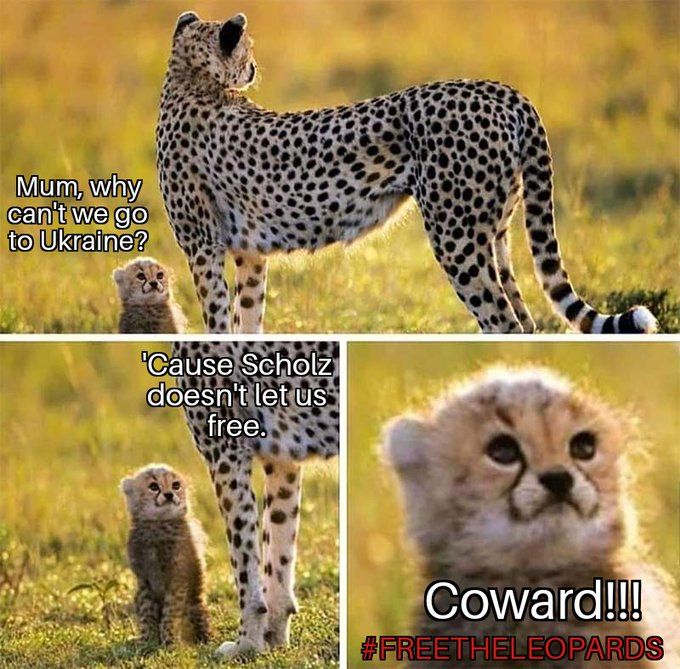 Mum, why
can't we go
to Ukraine?
'Cause Scholz
doesn't let us
free.
Coward!!!
#FREETHELEOPARDS